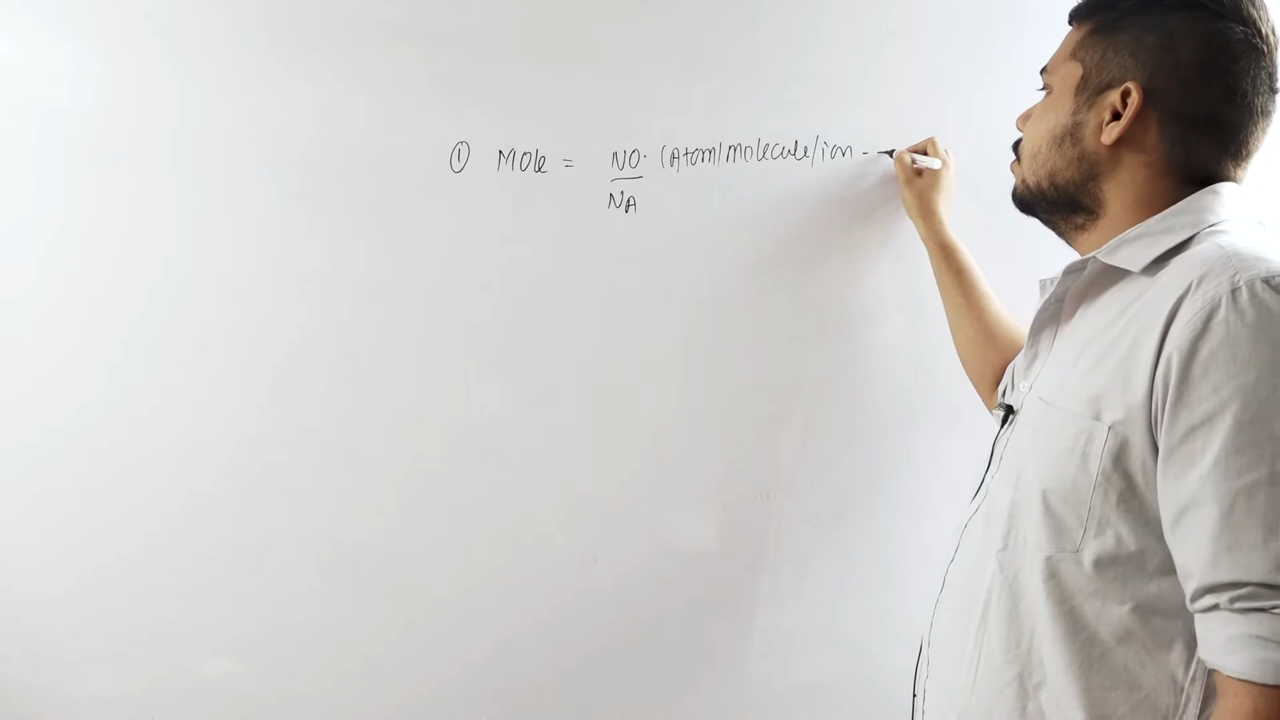 ① Mole = NO. (Atom/molecule/ion - -
NA